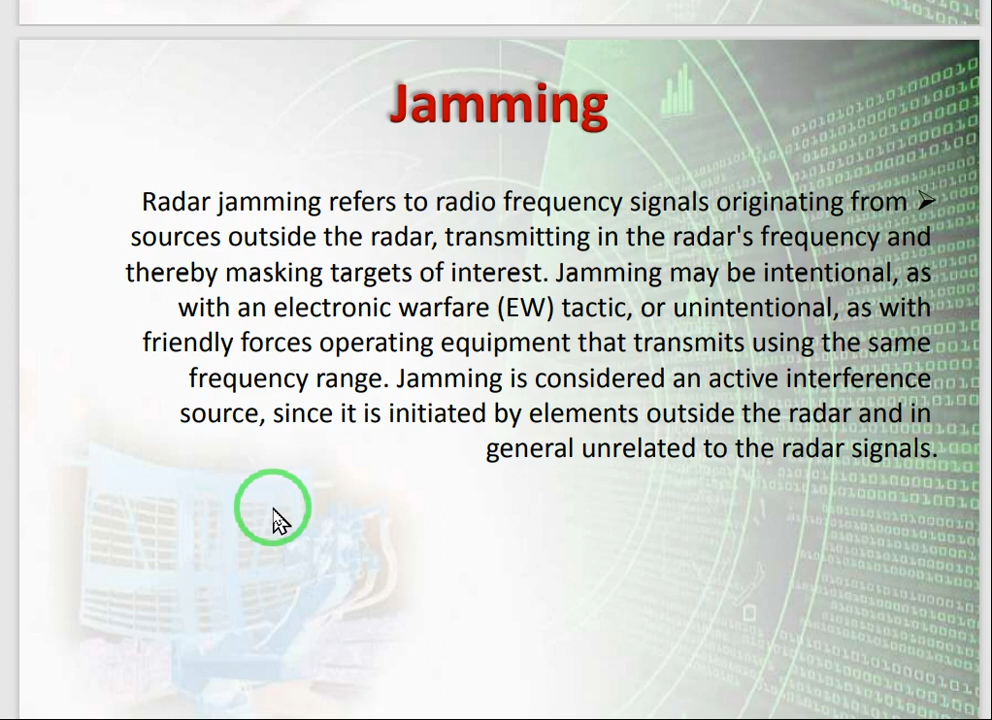 Jamming
Radar jamming refers to radio frequency signals originating from ➢
sources outside the radar, transmitting in the radar's frequency and
thereby masking targets of interest. Jamming may be intentional, as
with an electronic warfare (EW) tactic, or unintentional, as with
friendly forces operating equipment that transmits using the same
frequency range. Jamming is considered an active interference
source, since it is initiated by elements outside the radar and in
general unrelated to the radar signals.